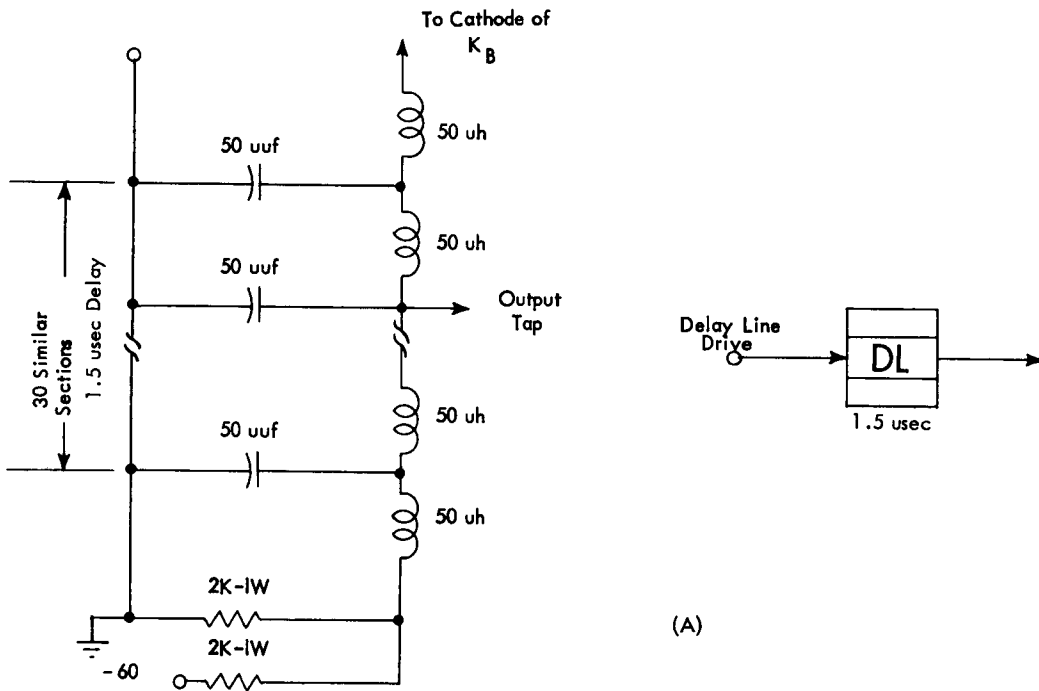 To Cathode of
K B
50 uh
50 uuf
50 uh
50 uuf
Output
Tap
30 Similar
Sections
1.5 usec Delay
50 uh
50 uuf
50 uh
2K-1W
2K-1W
-60
Delay Line
Drive
DL
1.5 usec
(A)